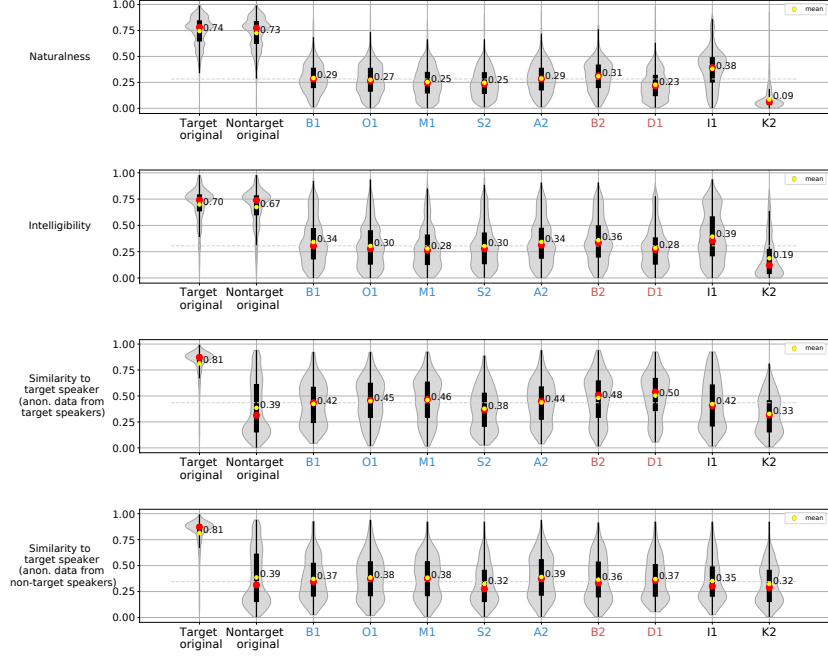 1.00
0.75
0.50
0.25
0.00
Naturalness
mean
0.74
0.73
0.29
0.27
0.25
0.25
0.29
0.31
0.23
0.38
0.09
Target Nontarget B1 O1 M1 S2 A2 B2 D1 I1 K2
original original
1.00
0.75
0.50
0.25
0.00
Intelligibility
mean
0.70
0.67
0.34
0.30
0.28
0.30
0.34
0.36
0.28
0.39
0.19
Target Nontarget B1 O1 M1 S2 A2 B2 D1 I1 K2
original original
1.00
0.75
0.50
0.25
0.00
Similarity to
target speaker
(anon. data from
target speakers)
mean
0.81
0.39
0.42
0.45
0.46
0.38
0.44
0.48
0.50
0.42
0.33
Target Nontarget B1 O1 M1 S2 A2 B2 D1 I1 K2
original original
1.00
0.75
0.50
0.25
0.00
Similarity to
target speaker
(anon. data from
non-target speakers)
mean
0.81
0.39
0.37
0.38
0.38
0.32
0.39
0.36
0.37
0.35
0.32
Target Nontarget B1 O1 M1 S2 A2 B2 D1 I1 K2
original original